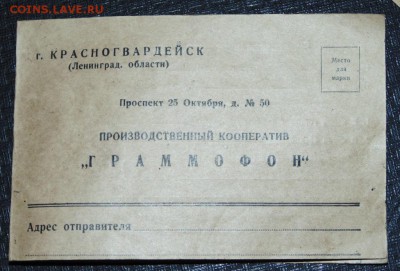 COINS.LAVE.RU
г. КРАСНОГВАРДЕЙСК
(Ленинград. области)
Место
для
марки
Проспект 25 Октября, д. № 50
ПРОИЗВОДСТВЕННЫЙ КООПЕРАТИВ
„ГРАММОФОН"
Адрес отправителя